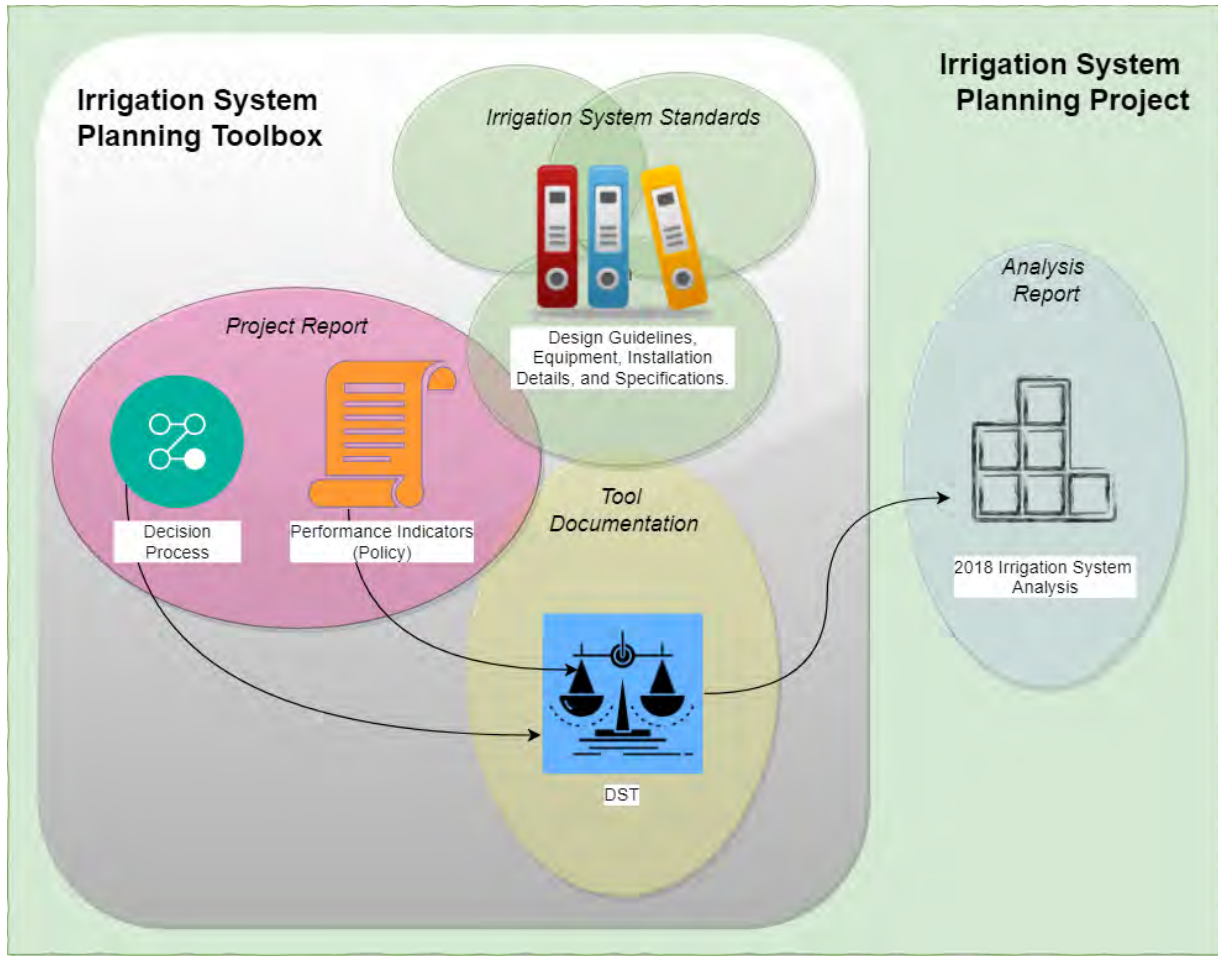 Irrigation System
Planning Toolbox
Irrigation System Standards
Irrigation System
Planning Project
Design Guidelines,
Equipment, Installation
Details, and Specifications.
Analysis
Report
Project Report
Decision
Process
Performance Indicators
(Policy)
Tool
Documentation
2018 Irrigation System
Analysis
DST